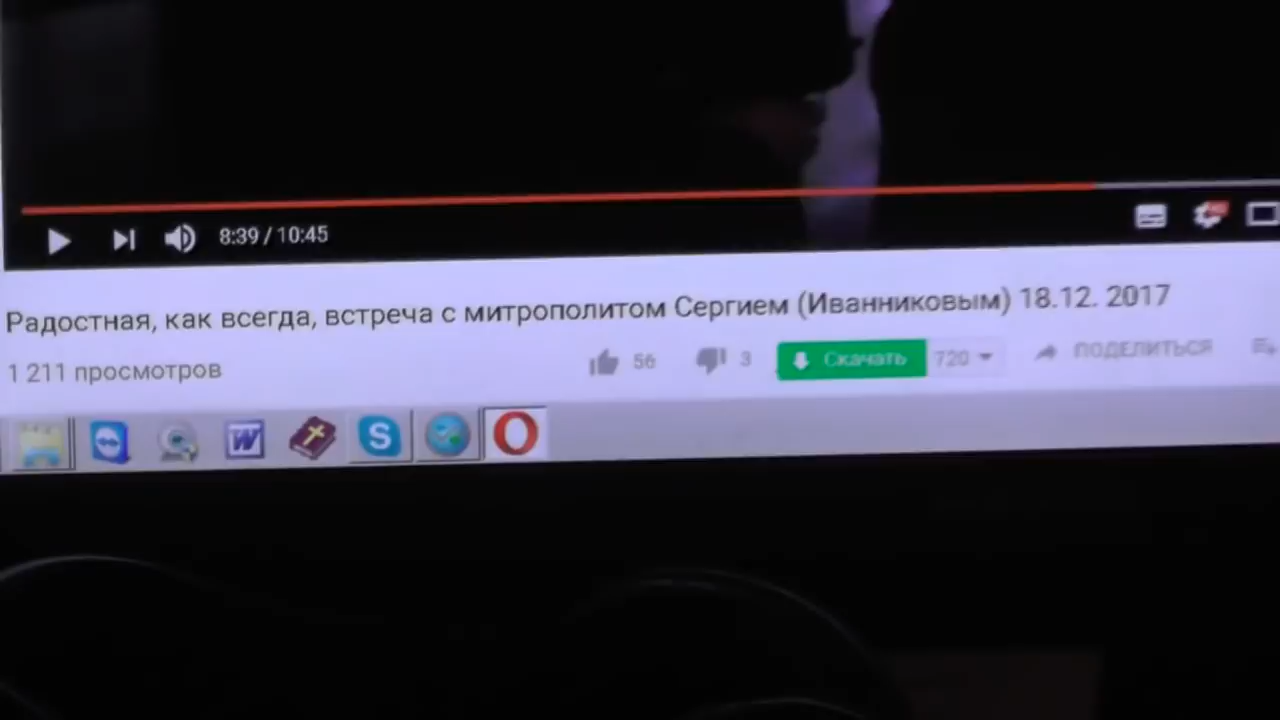 8:39 / 10:45
Радостная, как всегда, встреча с митрополитом Сергием (Иванниковым) 18.12. 2017
1 211 просмотров
56 3 Скачать 720 ПОДЕЛИТЬСЯ
W S